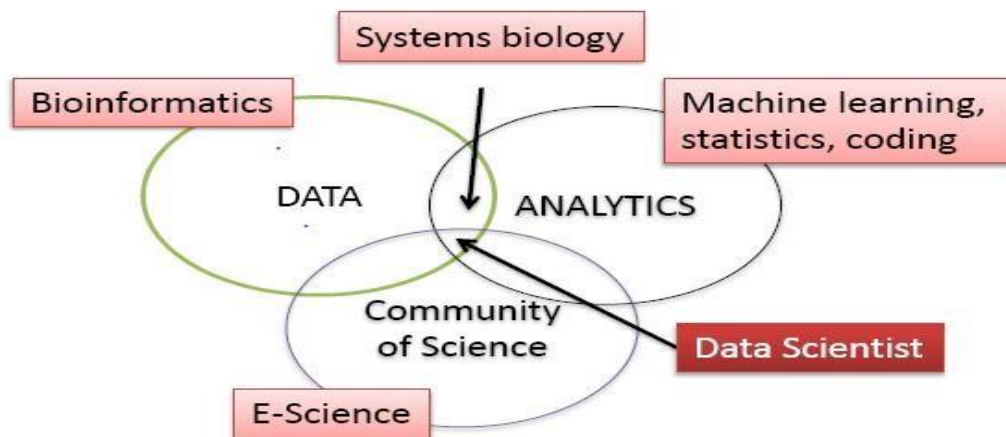 Systems biology
Bioinformatics
Machine learning,
statistics, coding
DATA
ANALYTICS
Community
of Science
Data Scientist
E-Science